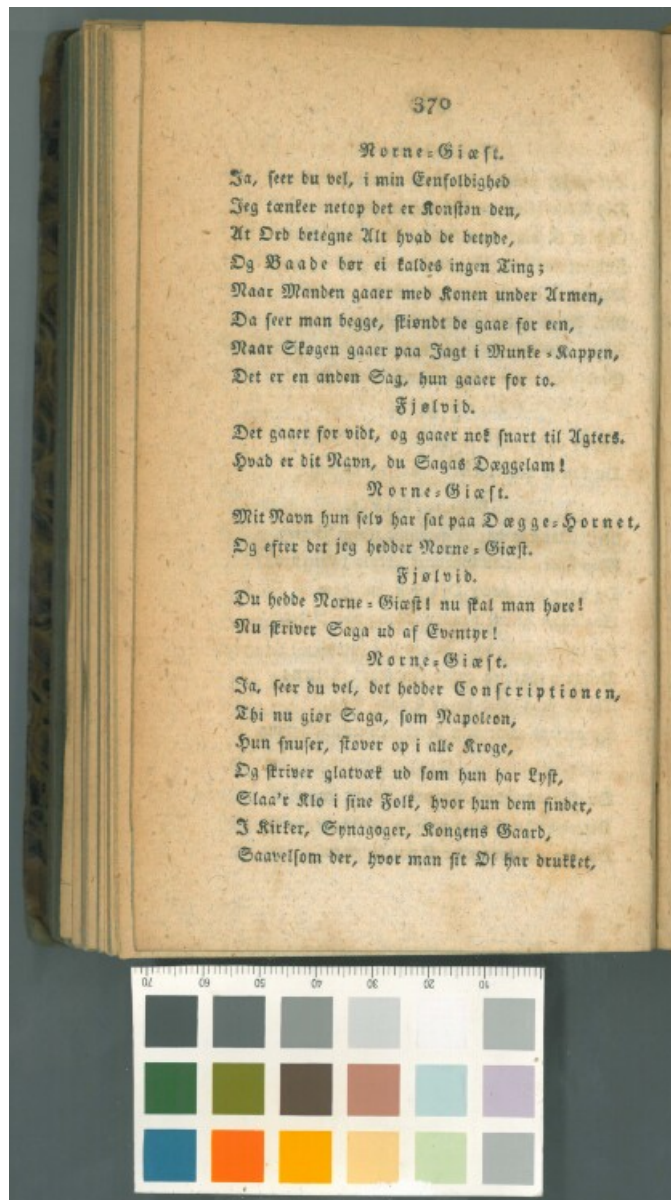 370
Norne-Giæst.
Ja, seer du vel, i min Eenfoldighed
Jeg tænker netop det er Konsten den,
At Ord betegne Alt hvad de betyde,
Og Baade bør ei kaldes ingen Ting;
Naar Manden gaaer med Konen under Armen,
Da seer man begge, skiøndt de gaae for een,
Naar Skøgen gaaer paa Jagt i Munke-Kappen,
Det er en anden Sag, hun gaaer for to.
Fjølvid.
Det gaaer for vidt, og gaaer nok snart til Agters.
Hvad er dit Navn, du Sagas Dæggelam!
Norne-Giæst.
Mit Navn hun selv har sat paa Dægge-Hornet,
Og efter det jeg hedder Norne-Giæst.
Fjølvid.
Du hedde Norne-Giæst! nu skal man høre!
Nu skriver Saga ud af Eventyr!
Norne-Giæst.
Ja, seer du vel, det hedder Conscriptionen,
Thi nu giør Saga, som Napoleon,
Hun snuser, støver op i alle Kroge,
Og skriver glatvæk ud som hun har Lyst,
Slaa'r Klo i sine Folk, hvor hun dem finder,
I Kirker, Synagoger, Kongens Gaard,
Saavelsom der, hvor man sit Øl har drukket,
70 60 50 40 30 20 10